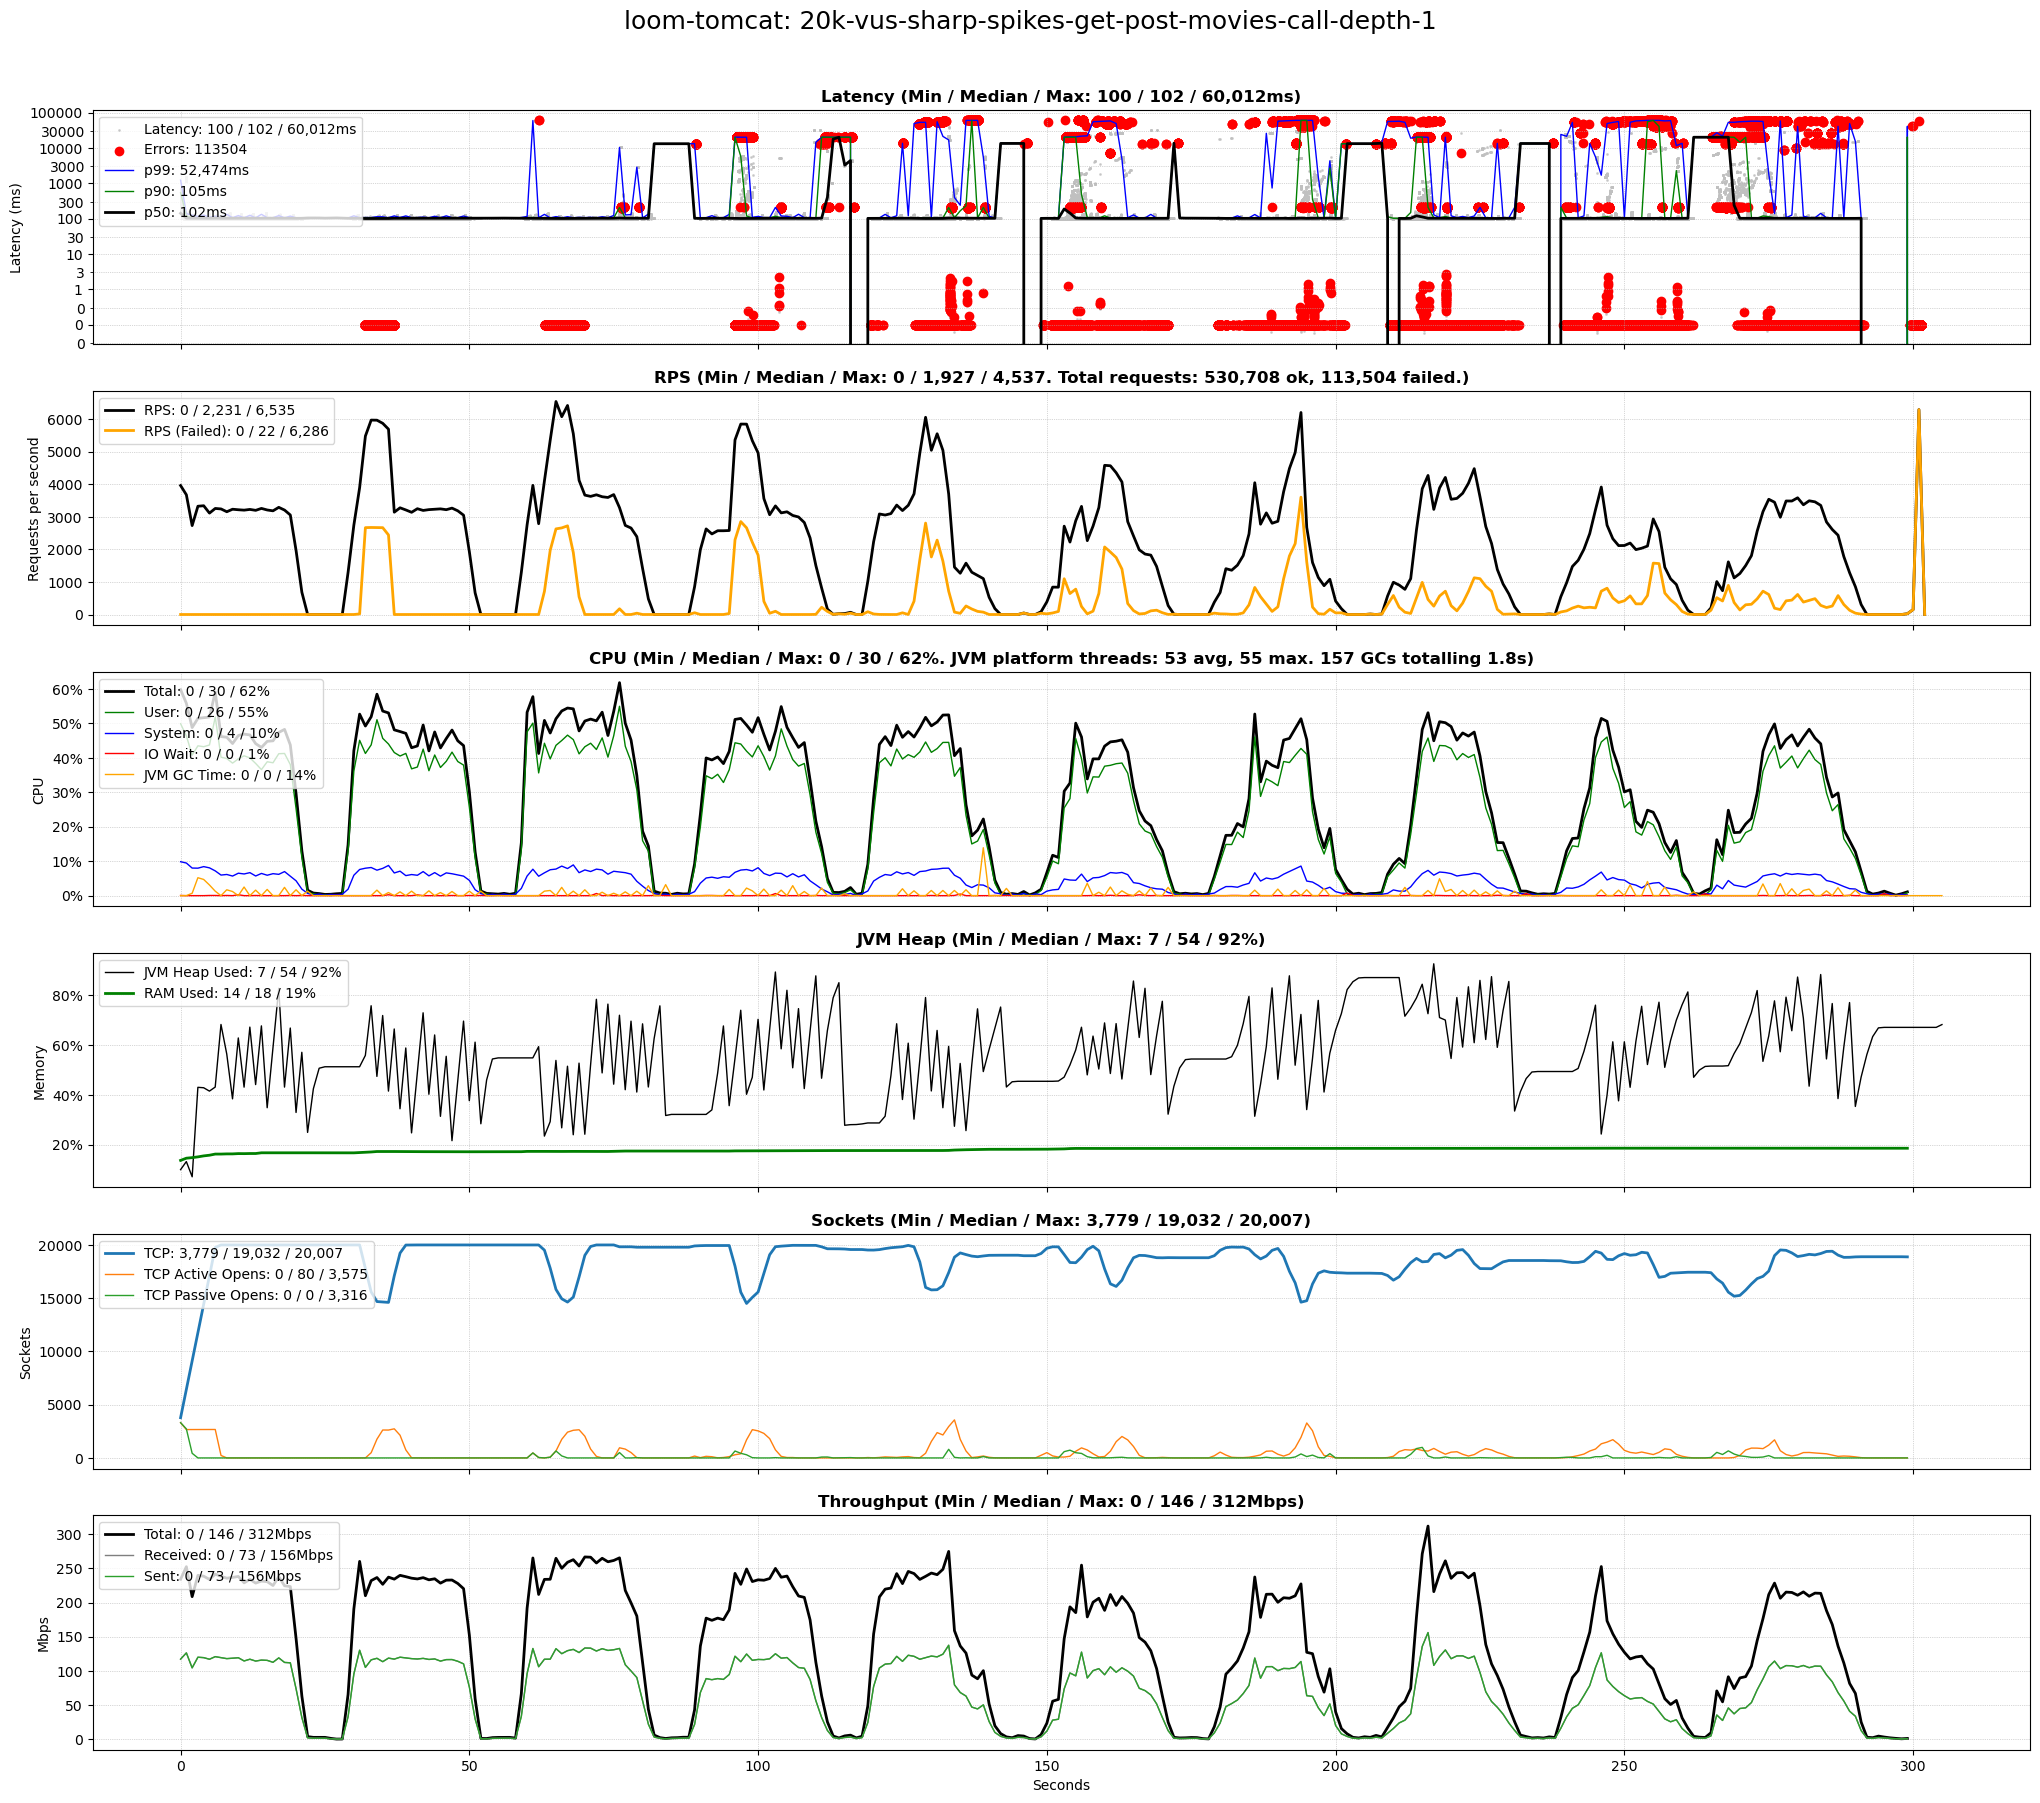 loom-tomcat: 20k-vus-sharp-spikes-get-post-movies-call-depth-1
Latency (Min / Median / Max: 100 / 102 / 60,012ms)
Latency (ms)
100000
30000
10000
3000
1000
300
100
30
10
3
1
0
0
0
Latency: 100 / 102 / 60,012ms
Errors: 113504
p99: 52,474ms
p90: 105ms
p50: 102ms
RPS (Min / Median / Max: 0 / 1,927 / 4,537. Total requests: 530,708 ok, 113,504 failed.)
Requests per second
6000
5000
4000
3000
2000
1000
0
RPS: 0 / 2,231 / 6,535
RPS (Failed): 0 / 22 / 6,286
CPU (Min / Median / Max: 0 / 30 / 62%. JVM platform threads: 53 avg, 55 max. 157 GCs totalling 1.8s)
CPU
60%
50%
40%
30%
20%
10%
0%
Total: 0 / 30 / 62%
User: 0 / 26 / 55%
System: 0 / 4 / 10%
IO Wait: 0 / 0 / 1%
JVM GC Time: 0 / 0 / 14%
JVM Heap (Min / Median / Max: 7 / 54 / 92%)
Memory
80%
60%
40%
20%
JVM Heap Used: 7 / 54 / 92%
RAM Used: 14 / 18 / 19%
Sockets (Min / Median / Max: 3,779 / 19,032 / 20,007)
Sockets
20000
15000
10000
5000
0
TCP: 3,779 / 19,032 / 20,007
TCP Active Opens: 0 / 80 / 3,575
TCP Passive Opens: 0 / 0 / 3,316
Throughput (Min / Median / Max: 0 / 146 / 312Mbps)
Mbps
300
250
200
150
100
50
0
Total: 0 / 146 / 312Mbps
Received: 0 / 73 / 156Mbps
Sent: 0 / 73 / 156Mbps
0 50 100 150 200 250 300
Seconds